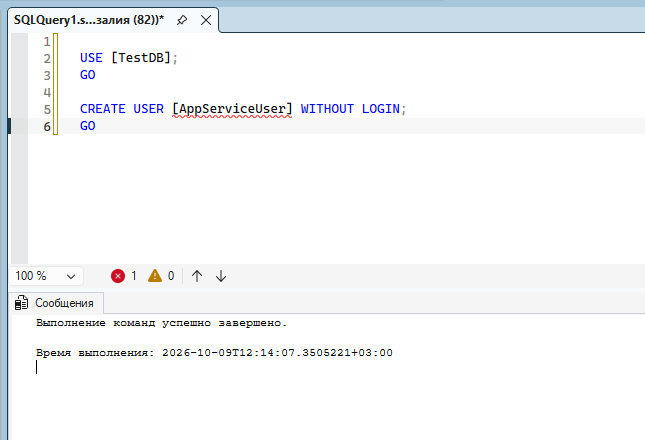 SQLQuery1.s...залия (82))*
1
2 USE [TestDB];
3 GO
4
5 CREATE USER [AppServiceUser] WITHOUT LOGIN;
6 GO
100 % 1 0
Сообщения
Выполнение команд успешно завершено.
Время выполнения: 2026-10-09T12:14:07.3505221+03:00